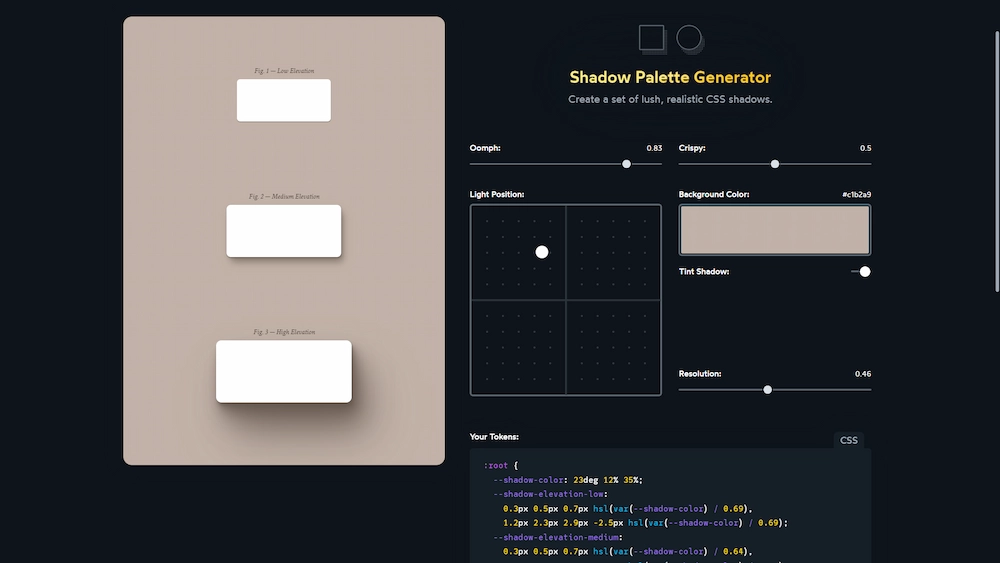 Fig. 1 — Low Elevation
Fig. 2 — Medium Elevation
Fig. 3 — High Elevation
Shadow Palette Generator
Create a set of lush, realistic CSS shadows.
Oomph: 0.83
Crispy: 0.5
Light Position:
Background Color: #c1b2a9
Tint Shadow:
Resolution: 0.46
Your Tokens:
CSS
:root {
--shadow-color: 23deg 12% 35%;
--shadow-elevation-low:
0.3px 0.5px 0.7px hsl(var(--shadow-color) / 0.69),
1.2px 2.3px 2.9px -2.5px hsl(var(--shadow-color) / 0.69);
--shadow-elevation-medium:
0.3px 0.5px 0.7px hsl(var(--shadow-color) / 0.64),